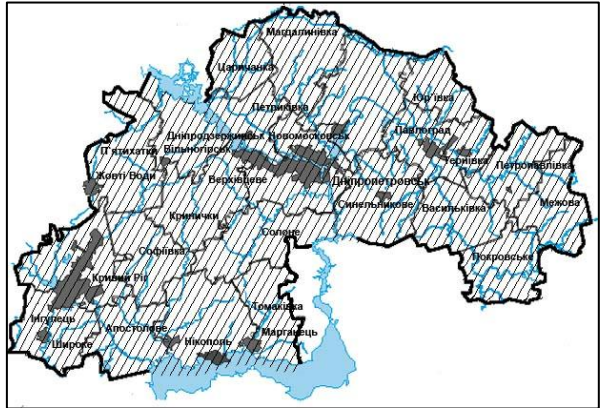 Магдалинівка
Царичанка
Петриківка
Юр'ївка
Дніпродзержинськ
Новомосковськ
Павлоград
П'ятихатки
Вільногірськ
Тернівка
Петропавлівка
Верхівцеве
Дніпропетровськ
Жовті Води
Синельникове
Васильківка
Межова
Кринички
Солоне
Софіївка
Покровське
Кривий Ріг
Томаківка
Інгулець
Апостолове
Марганець
Широке
Нікополь